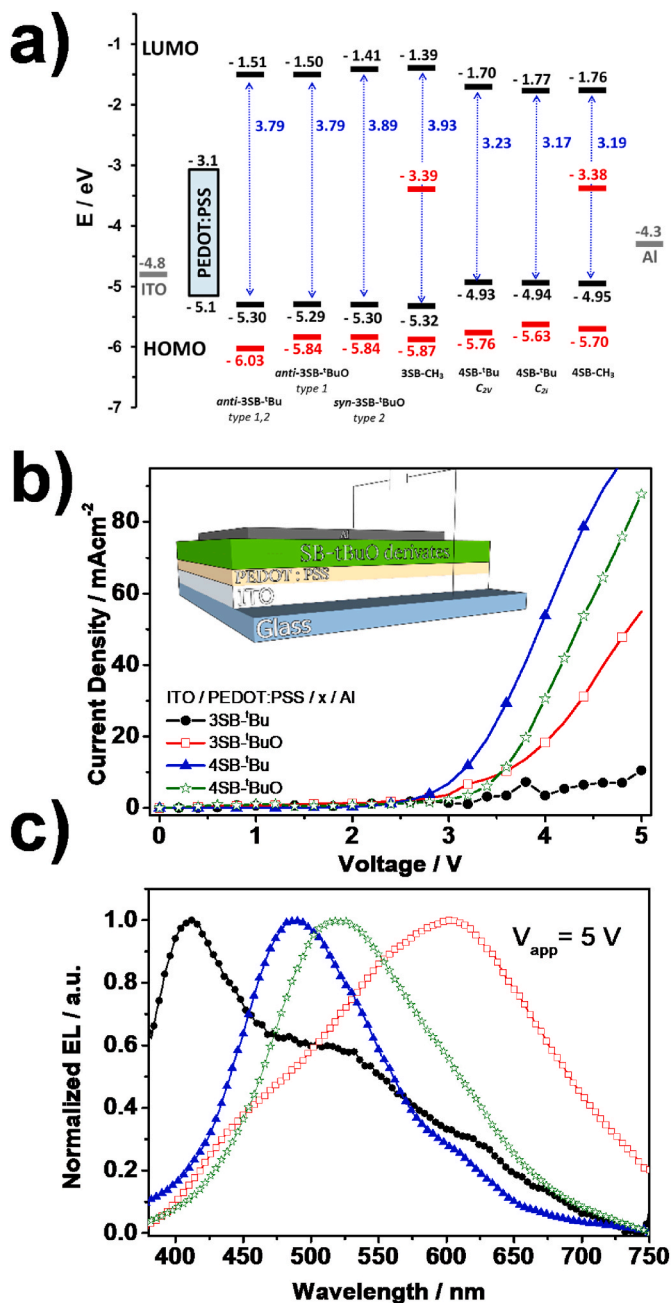 a)
LUMO
HOMO
E / eV
-1
-2
-3
-4
-5
-6
-7
- 1.51
- 1.50
- 1.41
- 1.39
- 1.70
- 1.77
- 1.76
3.79
3.79
3.89
3.93
3.23
3.17
3.19
- 3.1
PEDOT:PSS
- 5.1
-4.8
ITO
- 3.39
- 3.38
-4.3
Al
- 5.30
- 5.29
- 5.30
- 5.32
-4.93
-4.94
-4.95
- 6.03
- 5.84
- 5.84
- 5.87
- 5.76
- 5.63
- 5.70
anti-3SB-ᵗBu
type 1,2
anti-3SB-ᵗBuO
type 1
syn-3SB-ᵗBuO
type 2
3SB-CH₃
4SB-ᵗBu
C₂ᵥ
4SB-ᵗBu
C₂ᵢ
4SB-CH₃
b)
Current Density / mAcm⁻²
80
60
40
20
0
Al
SB-tBuO derivates
PEDOT : PSS
ITO
Glass
ITO / PEDOT:PSS / x / Al
3SB-ᵗBu
3SB-ᵗBuO
4SB-ᵗBu
4SB-ᵗBuO
0 1 2 3 4 5
Voltage / V
c)
Normalized EL / a.u.
1.0
0.8
0.6
0.4
0.2
0.0
Vapp = 5 V
400 450 500 550 600 650 700 750
Wavelength / nm